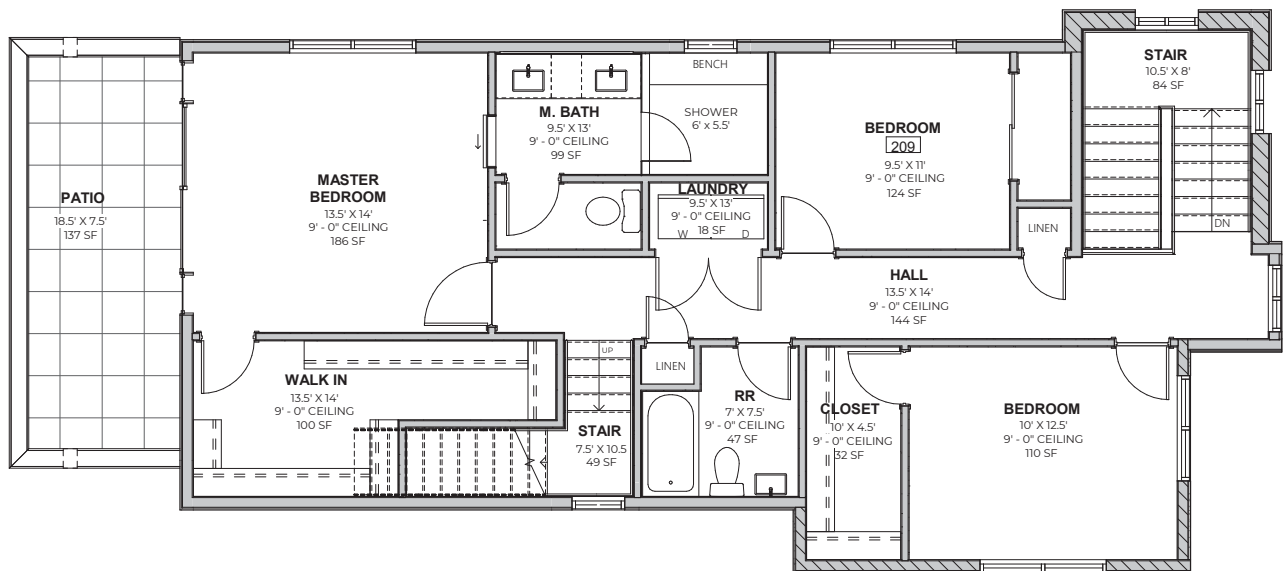 PATIO
18.5' X 7.5'
137 SF
MASTER
BEDROOM
13.5' X 14'
9' - 0" CEILING
186 SF
M. BATH
9.5' X 13'
9' - 0" CEILING
99 SF
BENCH
SHOWER
6' x 5.5'
LAUNDRY
9.5' X 13'
9' - 0" CEILING
18 SF
W D
BEDROOM
209
9.5' X 11'
9' - 0" CEILING
124 SF
LINEN
STAIR
10.5' X 8'
84 SF
DN
HALL
13.5' X 14'
9' - 0" CEILING
144 SF
WALK IN
13.5' X 14'
9' - 0" CEILING
100 SF
UP
STAIR
7.5' X 10.5
49 SF
LINEN
RR
7' X 7.5'
9' - 0" CEILING
47 SF
CLOSET
10' X 4.5'
9' - 0" CEILING
32 SF
BEDROOM
10' X 12.5'
9' - 0" CEILING
110 SF